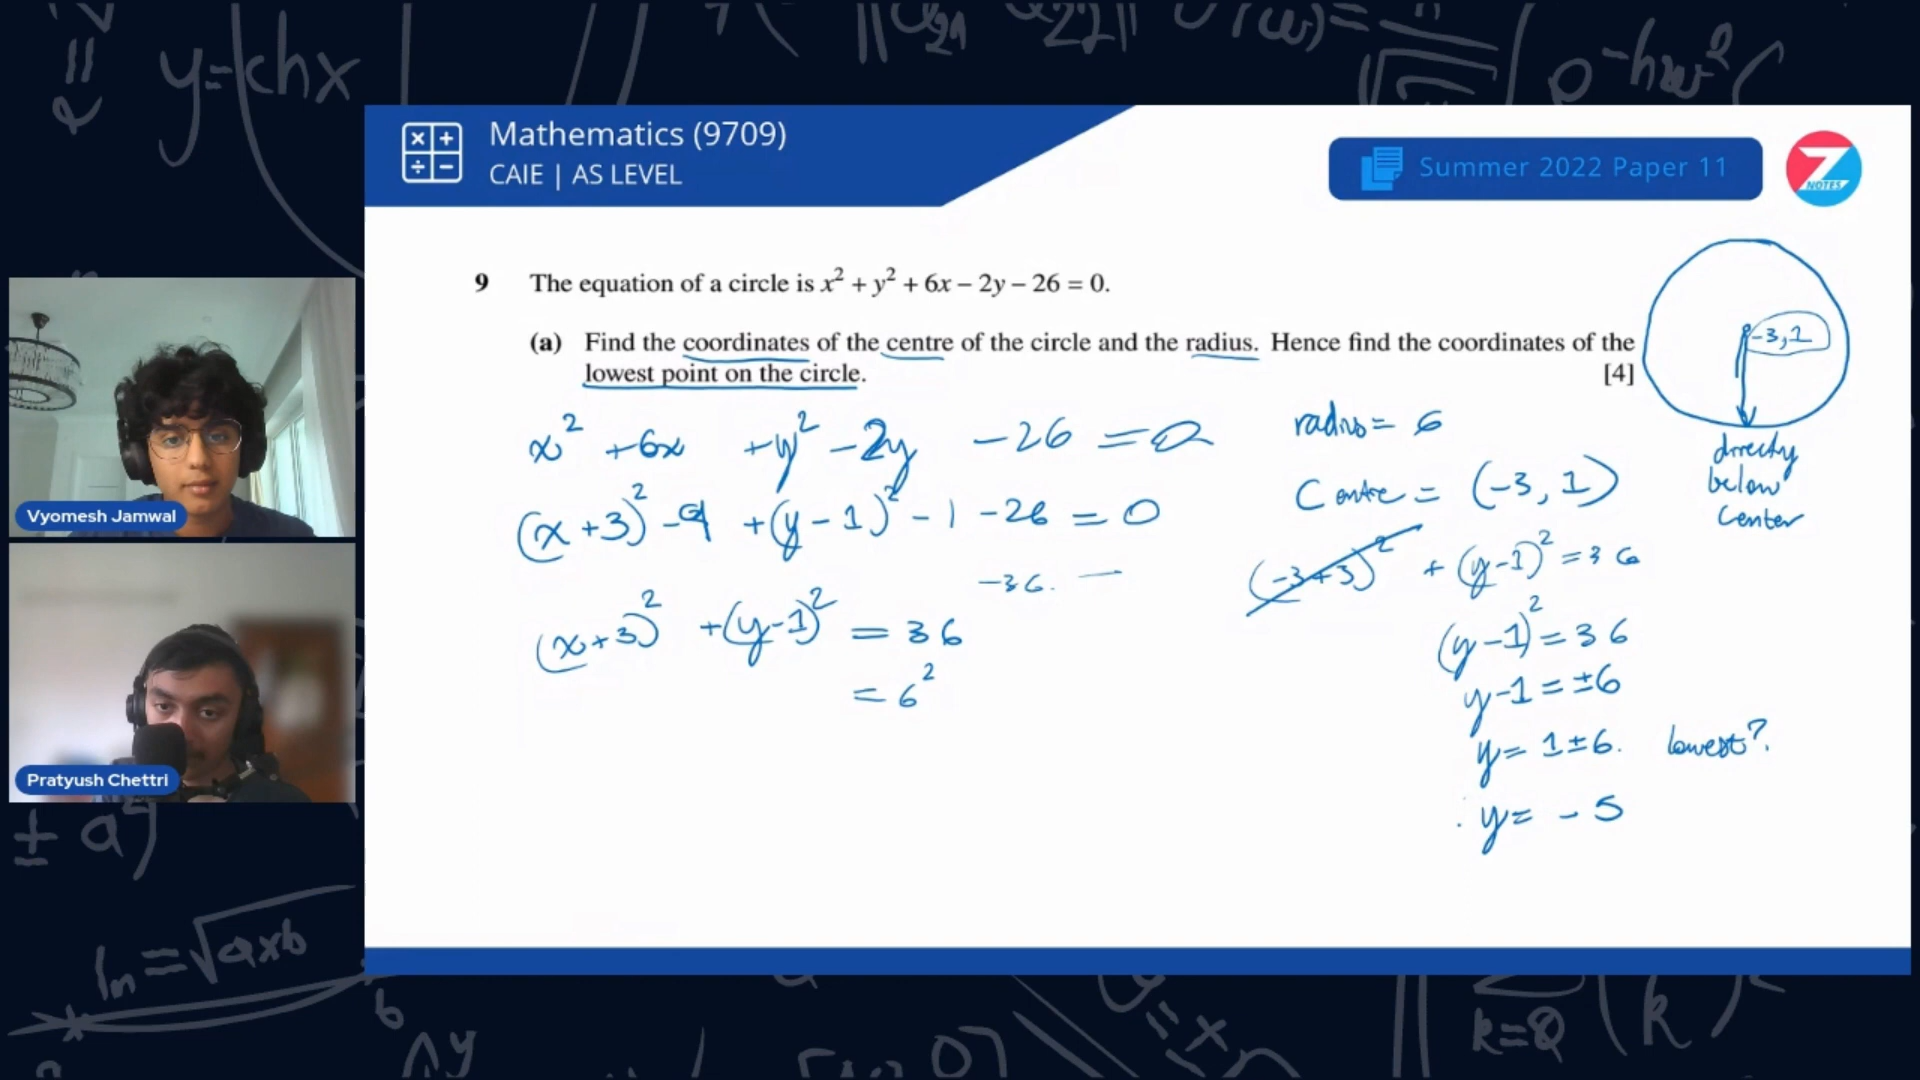 y=chx
Mathematics (9709)
CAIE | AS LEVEL
Summer 2022 Paper 11
Z
NOTES
9 The equation of a circle is x² + y² + 6x – 2y – 26 = 0.
(a) Find the coordinates of the centre of the circle and the radius. Hence find the coordinates of the
lowest point on the circle. [4]
-3,1
directly
below
center
x² +6x +y² -2y -26 =0
(x+3)² -9 +(y-1)² -1 -26 =0
-36. —
(x+3)² +(y-1)² = 36
= 6²
radius = 6
Centre = (-3, 1)
(-3+3)² + (y-1)² = 36
(y-1)² = 36
y-1 = ±6
y= 1±6. lowest?
y= -5
Vyomesh Jamwal
Pratyush Chettri
ln=√axb
b
k=Q
(k)